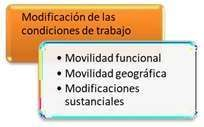 Modificación de las
condiciones de trabajo
• Movilidad funcional
• Movilidad geográfica
• Modificaciones
sustanciales